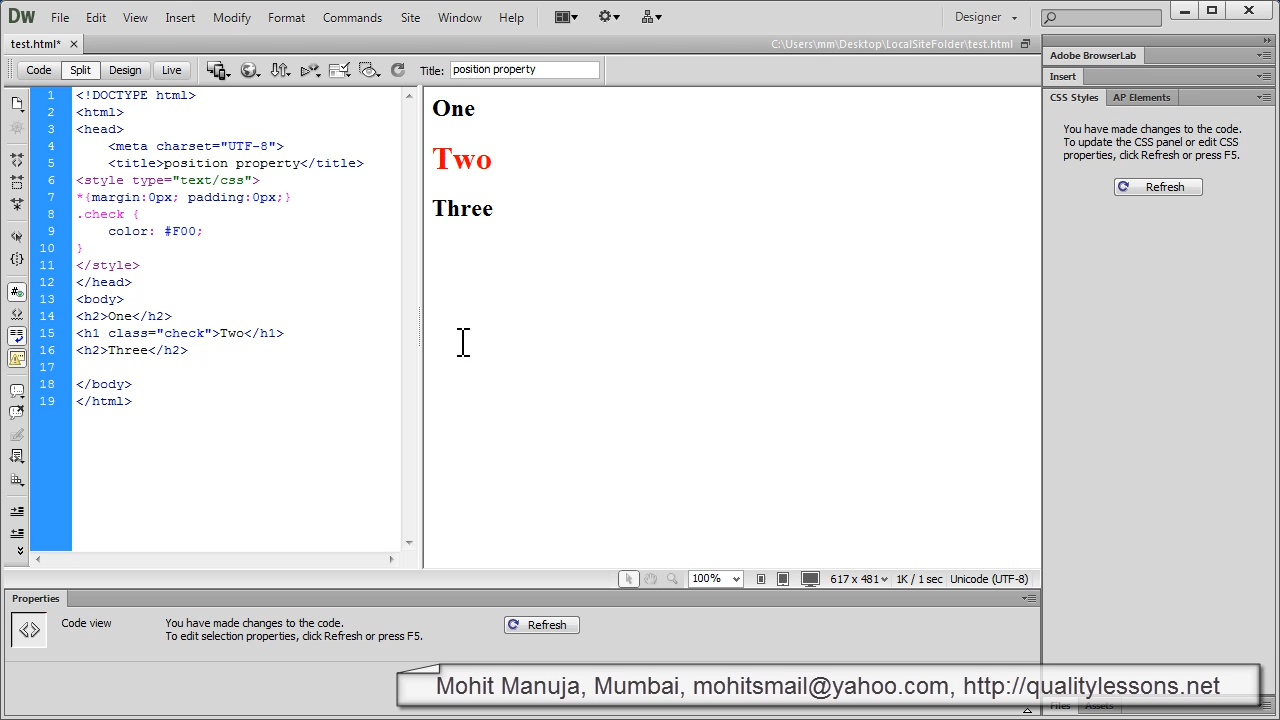 Dw File Edit View Insert Modify Format Commands Site Window Help Designer
test.html* C:\Users\mm\Desktop\LocalSiteFolder\test.html
Code Split Design Live Title: position property
1 <!DOCTYPE html>
2 <html>
3 <head>
4 <meta charset="UTF-8">
5 <title>position property</title>
6 <style type="text/css">
7 *{margin:0px; padding:0px;}
8 .check {
9 color: #F00;
10 }
11 </style>
12 </head>
13 <body>
14 <h2>One</h2>
15 <h1 class="check">Two</h1>
16 <h2>Three</h2>
17
18 </body>
19 </html>
One
Two
Three
Adobe BrowserLab
Insert
CSS Styles AP Elements
You have made changes to the code.
To update the CSS panel or edit CSS
properties, click Refresh or press F5.
Refresh
100% 617 x 481 1K / 1 sec Unicode (UTF-8)
Properties
Code view You have made changes to the code.
To edit selection properties, click Refresh or press F5.
Refresh
Mohit Manuja, Mumbai, mohitsmail@yahoo.com, http://qualitylessons.net
Files Assets